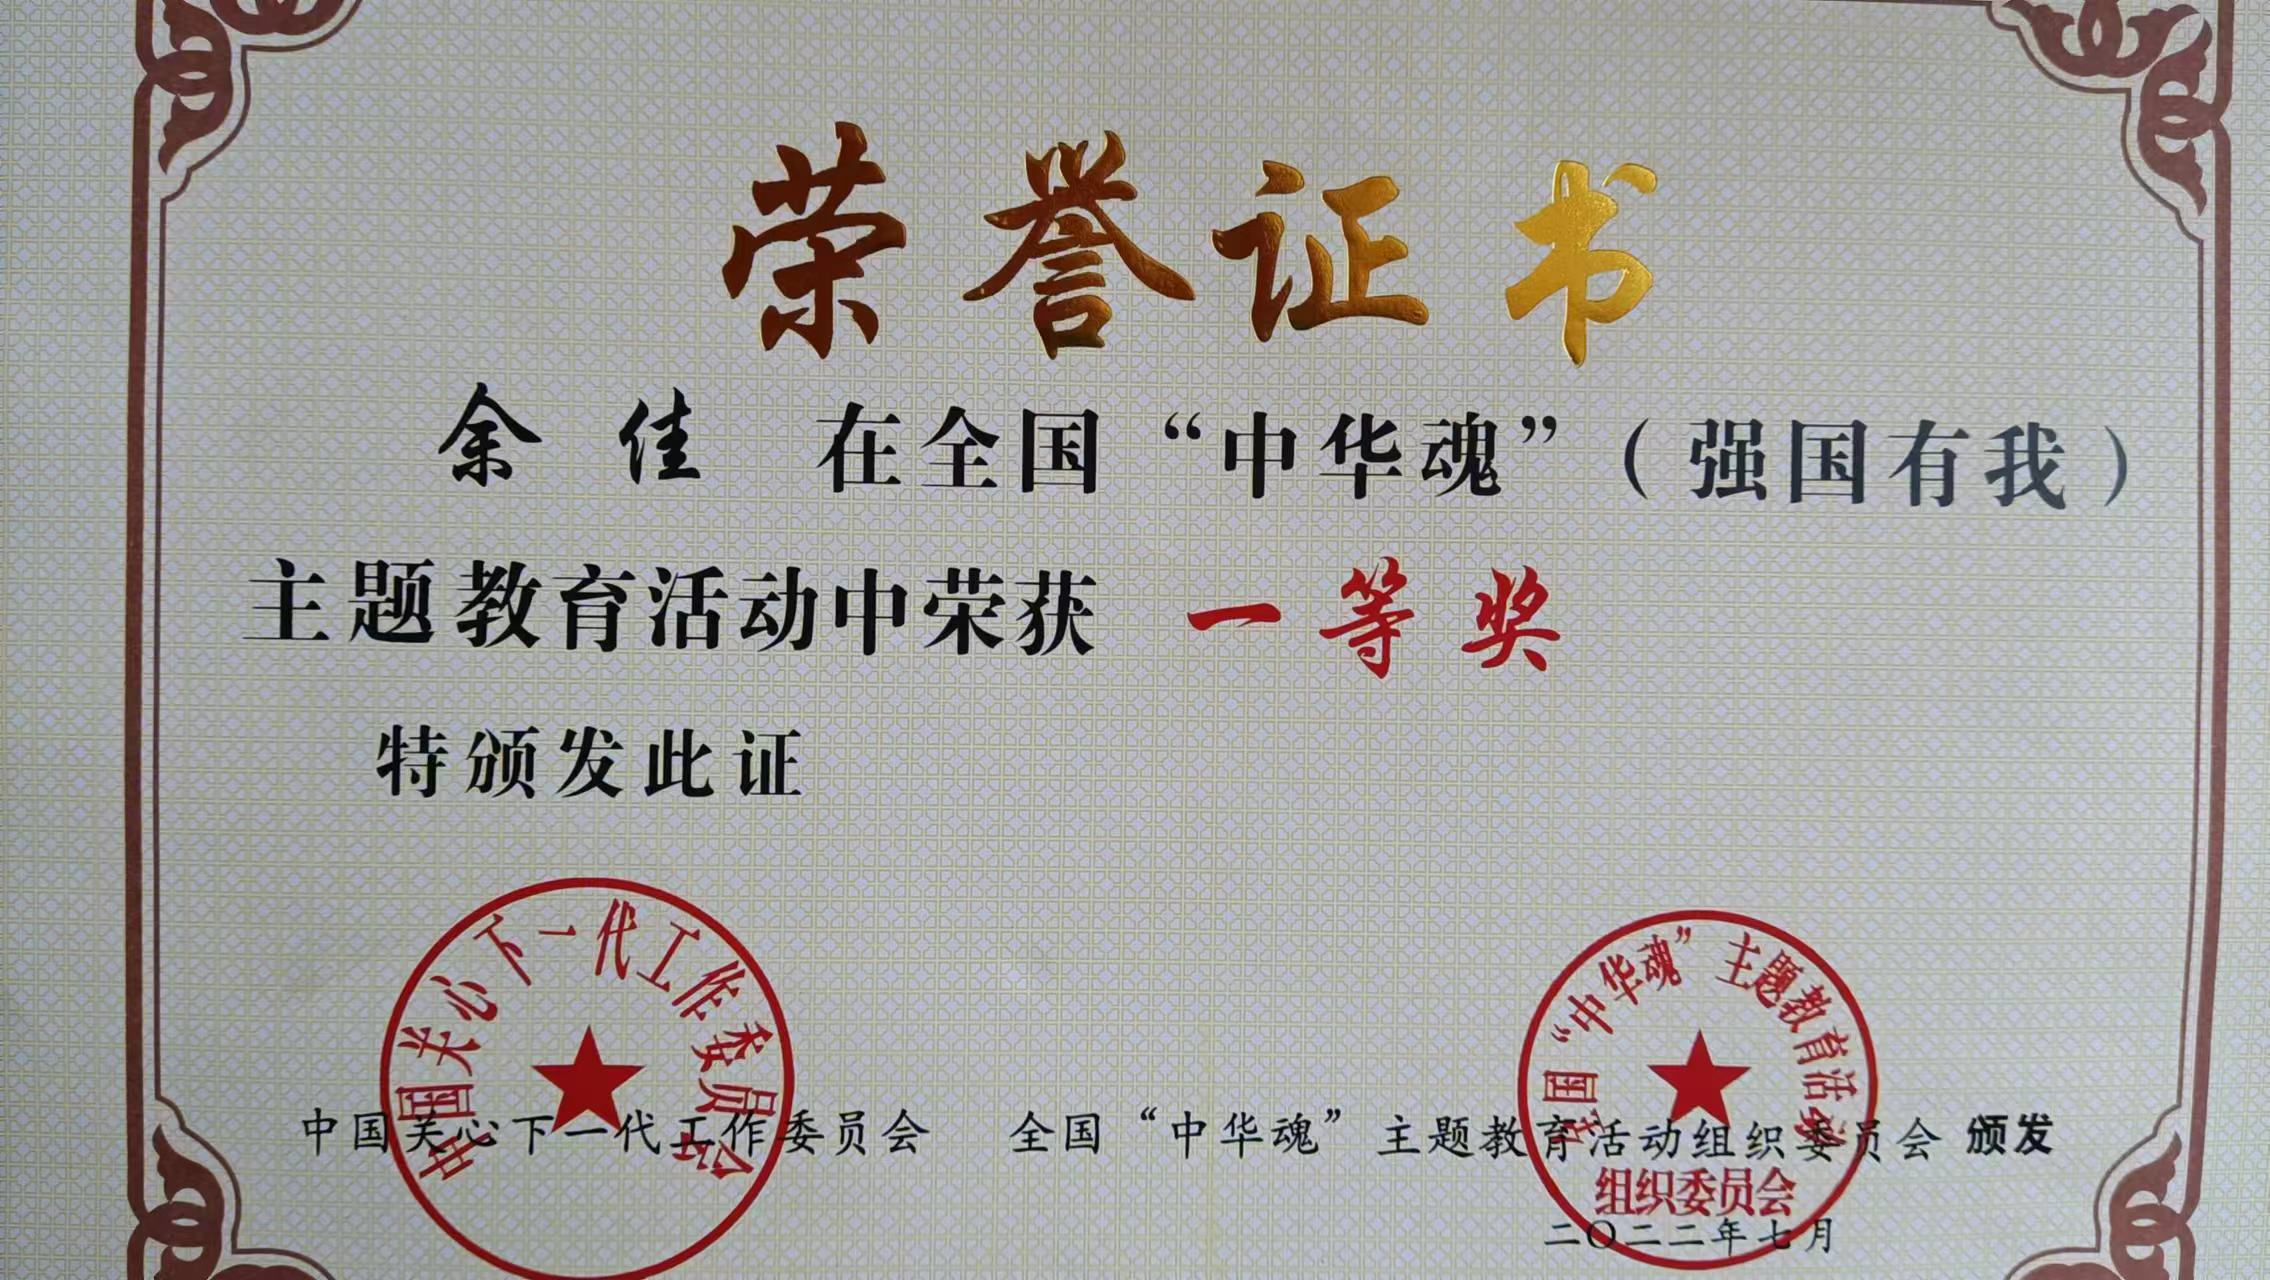 荣誉证书
余佳 在全国“中华魂”（强国有我）
主题教育活动中荣获 一等奖
特颁发此证
中国关心下一代工作委员会
全国“中华魂”主题教育活动
组织委员会
中国关心下一代工作委员会 全国“中华魂”主题教育活动组织委员会 颁发
二〇二二年七月